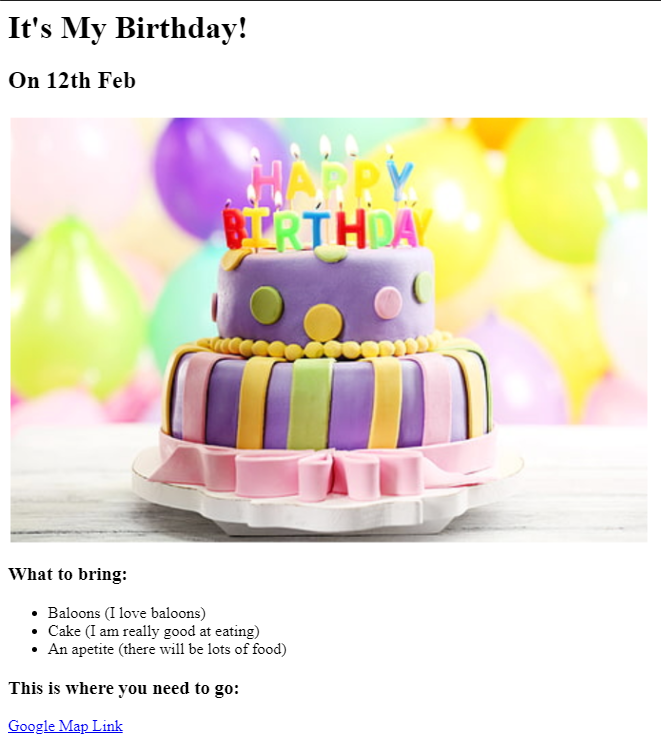 It's My Birthday!
On 12th Feb
HAPPY
BIRTHDAY
What to bring:
Baloons (I love baloons)
Cake (I am really good at eating)
An apetite (there will be lots of food)
This is where you need to go:
Google Map Link